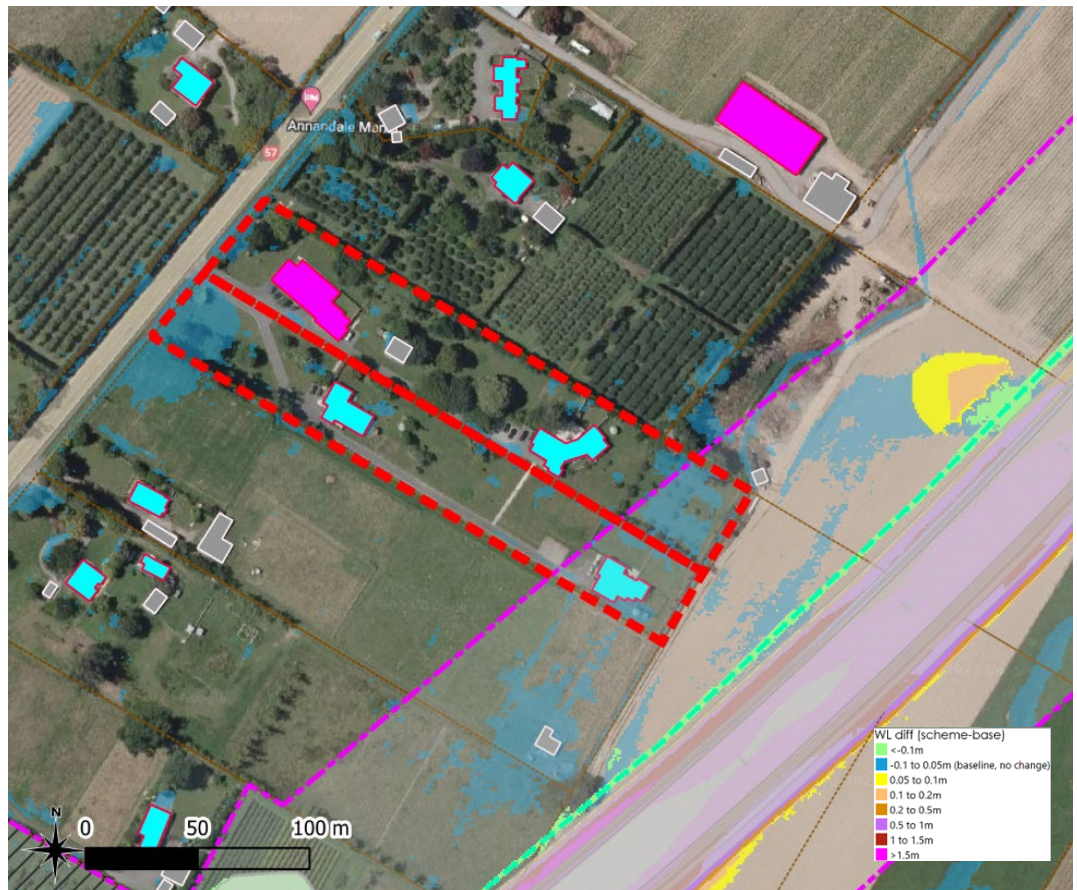 Annandale Man
57
N
0 50 100 m
WL diff (scheme-base)
<-0.1m
-0.1 to 0.05m (baseline, no change)
0.05 to 0.1m
0.1 to 0.2m
0.2 to 0.5m
0.5 to 1m
1 to 1.5m
>1.5m